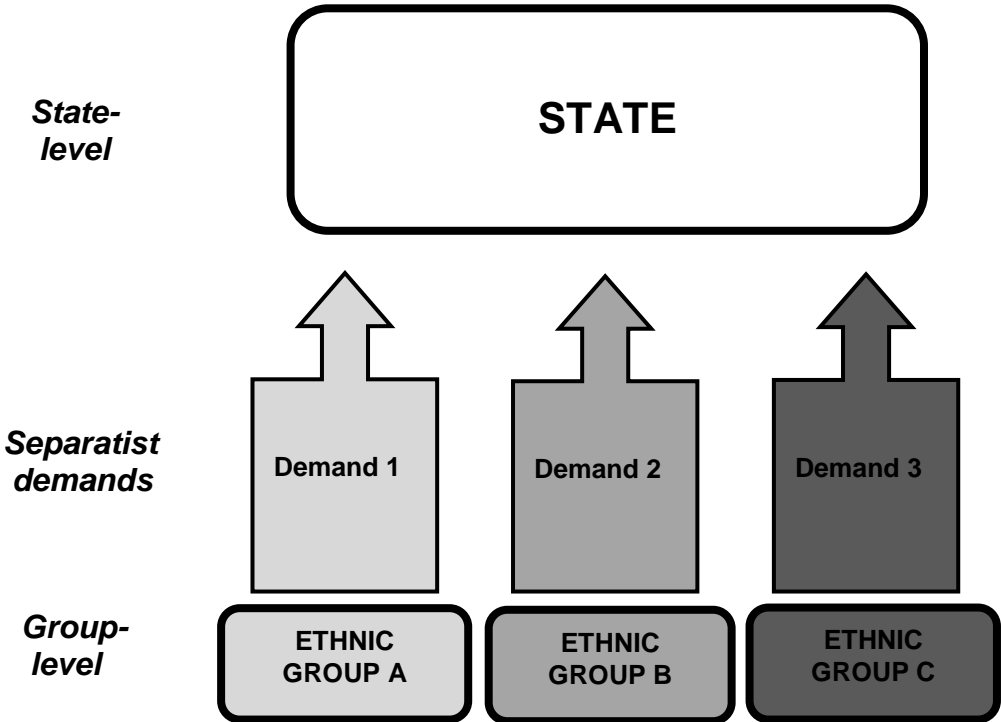 State-
level
STATE
Separatist
demands
Demand 1
Demand 2
Demand 3
Group-
level
ETHNIC
GROUP A
ETHNIC
GROUP B
ETHNIC
GROUP C